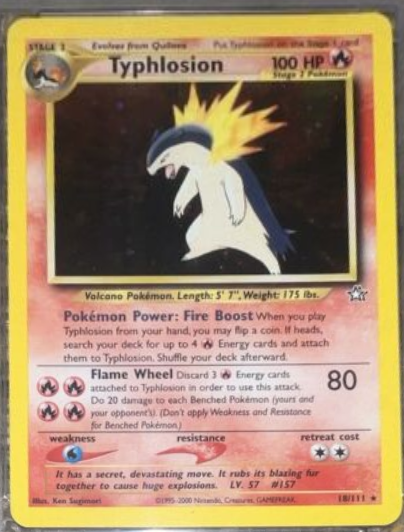 STAGE 2 Evolves from Quilava Put Typhlosion on the Stage 1 card
Typhlosion 100 HP
Stage 2 Pokémon
Volcano Pokémon. Length: 5' 7", Weight: 175 lbs.
Pokémon Power: Fire Boost When you play
Typhlosion from your hand, you may flip a coin. If heads,
search your deck for up to 4 Energy cards and attach
them to Typhlosion. Shuffle your deck afterward.
Flame Wheel Discard 3 Energy cards
attached to Typhlosion in order to use this attack.
Do 20 damage to each Benched Pokémon (yours and
your opponent's). (Don't apply Weakness and Resistance
for Benched Pokémon.)
80
weakness resistance retreat cost
It has a secret, devastating move. It rubs its blazing fur
together to cause huge explosions. LV. 57 #157
Illus. Ken Sugimori ©1995-2000 Nintendo, Creatures, GAMEFREAK. 18/111 ★